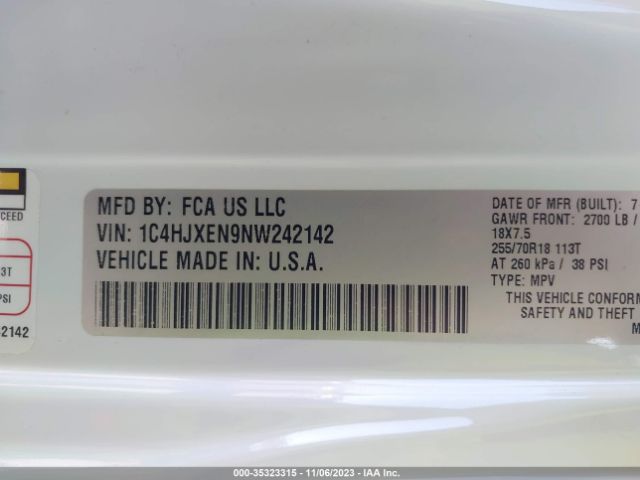 MFD BY: FCA US LLC
VIN: 1C4HJXEN9NW242142
VEHICLE MADE IN: U.S.A.
DATE OF MFR (BUILT): 7
GAWR FRONT: 2700 LB /
18X7.5
255/70R18 113T
AT 260 kPa / 38 PSI
TYPE: MPV
THIS VEHICLE CONFORM
SAFETY AND THEFT
M
3T
PSI
2142
000-35323315 - 11/06/2023 - IAA Inc.